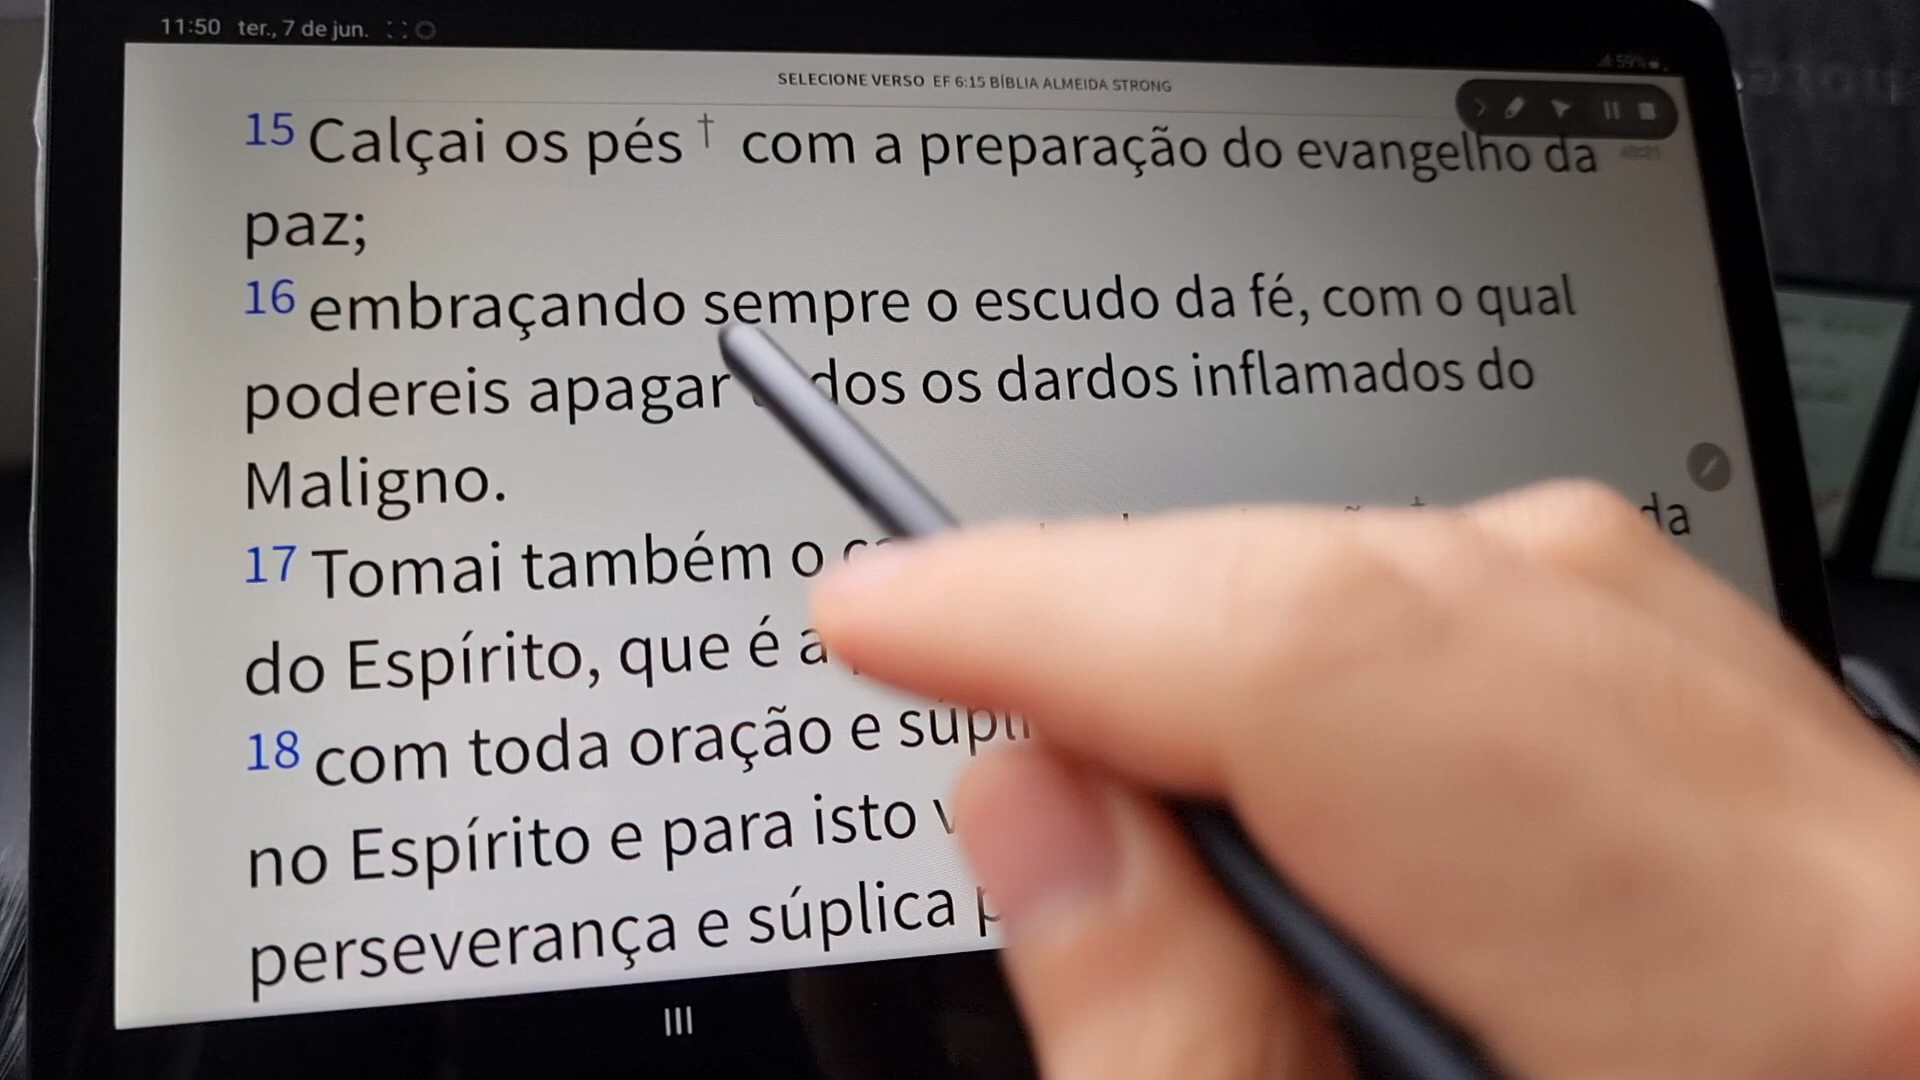 11:50 ter., 7 de jun.
59%
SELECIONE VERSO EF 6:15 BÍBLIA ALMEIDA STRONG
15 Calçai os pés † com a preparação do evangelho da
paz;
16 embraçando sempre o escudo da fé, com o qual
podereis apagar dos os dardos inflamados do
Maligno.
17 Tomai também o da
do Espírito, que é a
18 com toda oração e
no Espírito e para isto
perseverança e súplica